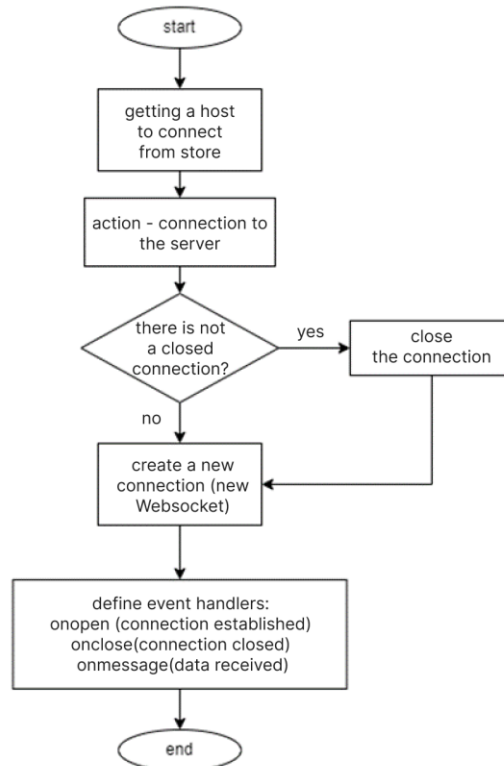 start
getting a host
to connect
from store
action - connection to
the server
there is not
a closed
connection?
yes
close
the connection
no
create a new
connection (new
Websocket)
define event handlers:
onopen (connection established)
onclose(connection closed)
onmessage(data received)
end